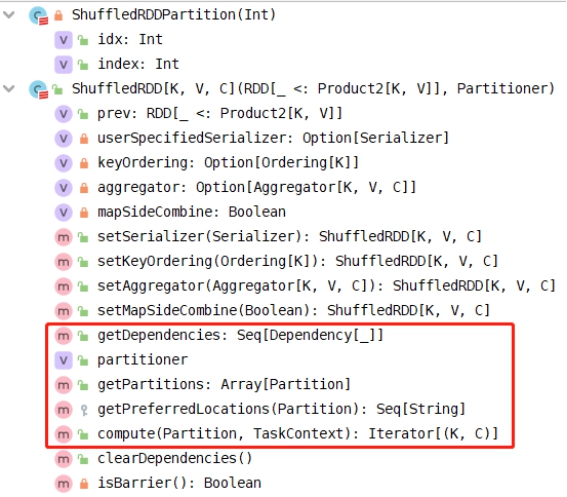 ShuffledRDDPartition(Int)
idx: Int
index: Int
ShuffledRDD[K, V, C](RDD[_ <: Product2[K, V]], Partitioner)
prev: RDD[_ <: Product2[K, V]]
userSpecifiedSerializer: Option[Serializer]
keyOrdering: Option[Ordering[K]]
aggregator: Option[Aggregator[K, V, C]]
mapSideCombine: Boolean
setSerializer(Serializer): ShuffledRDD[K, V, C]
setKeyOrdering(Ordering[K]): ShuffledRDD[K, V, C]
setAggregator(Aggregator[K, V, C]): ShuffledRDD[K, V, C]
setMapSideCombine(Boolean): ShuffledRDD[K, V, C]
getDependencies: Seq[Dependency[_]]
partitioner
getPartitions: Array[Partition]
getPreferredLocations(Partition): Seq[String]
compute(Partition, TaskContext): Iterator[(K, C)]
clearDependencies()
isBarrier(): Boolean